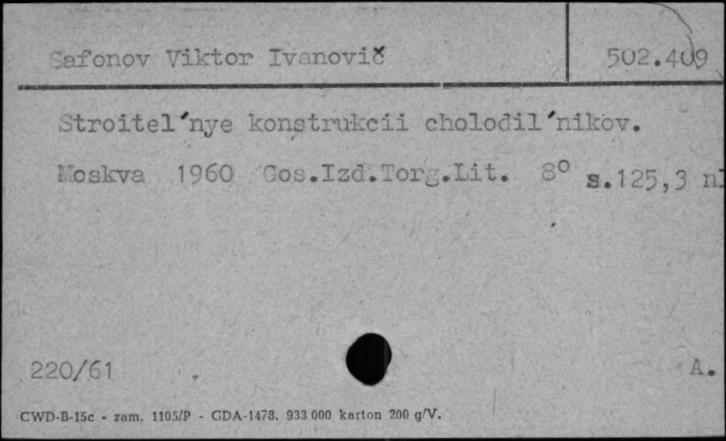 Safonov Viktor Ivanovič 502.409
Stroitel'nye konstrukcii cholodil'nikov.
Moskva 1960 Gos.Izd.Torg.Lit. 8° s.125,3 nl
220/61 A.
CWD-B-15c - zam. 1105/P - GDA-1478. 933 000 karton 200 g/V.